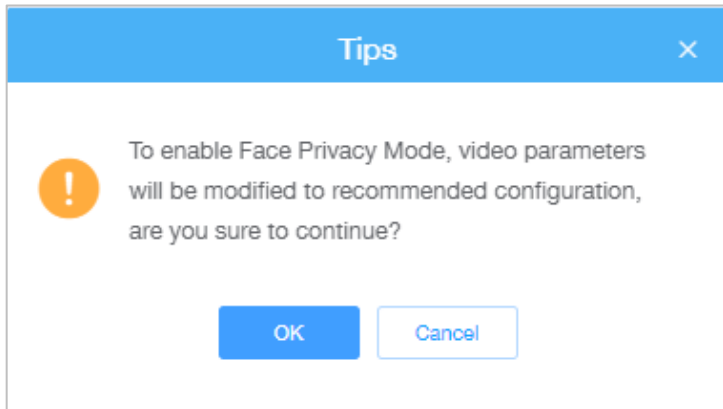 Tips
To enable Face Privacy Mode, video parameters
will be modified to recommended configuration,
are you sure to continue?
OK
Cancel